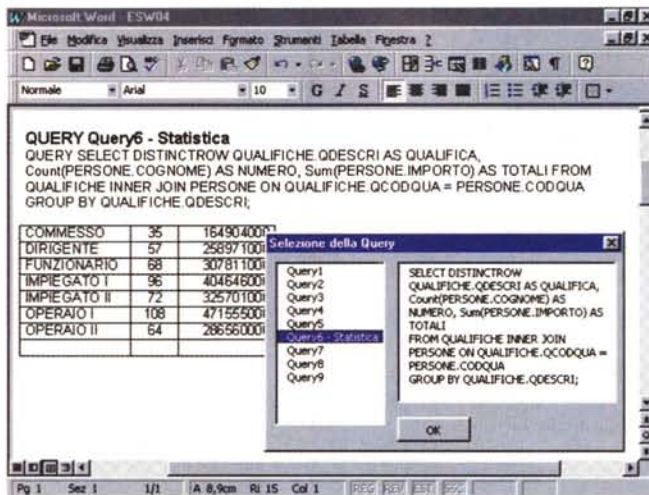 Microsoft Word - ESW04
File Modifica Visualizza Inserisci Formato Strumenti Tabella Finestra ?
Normale Arial 10 G I S
QUERY Query6 - Statistica
QUERY SELECT DISTINCTROW QUALIFICHE.QDESCRI AS QUALIFICA,
Count(PERSONE.COGNOME) AS NUMERO, Sum(PERSONE.IMPORTO) AS TOTALI FROM
QUALIFICHE INNER JOIN PERSONE ON QUALIFICHE.QCODQUA = PERSONE.CODQUA
GROUP BY QUALIFICHE.QDESCRI;
COMMESSO 35
DIRIGENTE 57
FUNZIONARIO 68
IMPIEGATO I 96
IMPIEGATO II 72
OPERAIO I 108
OPERAIO II 64
Selezione della Query
Query1
Query2
Query3
Query4
Query5
Query6 - Statistica
Query7
Query8
Query9
SELECT DISTINCTROW
QUALIFICHE.QDESCRI AS QUALIFICA,
Count(PERSONE.COGNOME) AS
NUMERO, Sum(PERSONE.IMPORTO) AS
TOTALI
FROM QUALIFICHE INNER JOIN
PERSONE ON QUALIFICHE.QCODQUA =
PERSONE.CODQUA
GROUP BY QUALIFICHE.QDESCRI;
OK
Pg 1 Sez 1 1/1 A 8,9cm Ri 15 Col 1 REG REV EST SSC